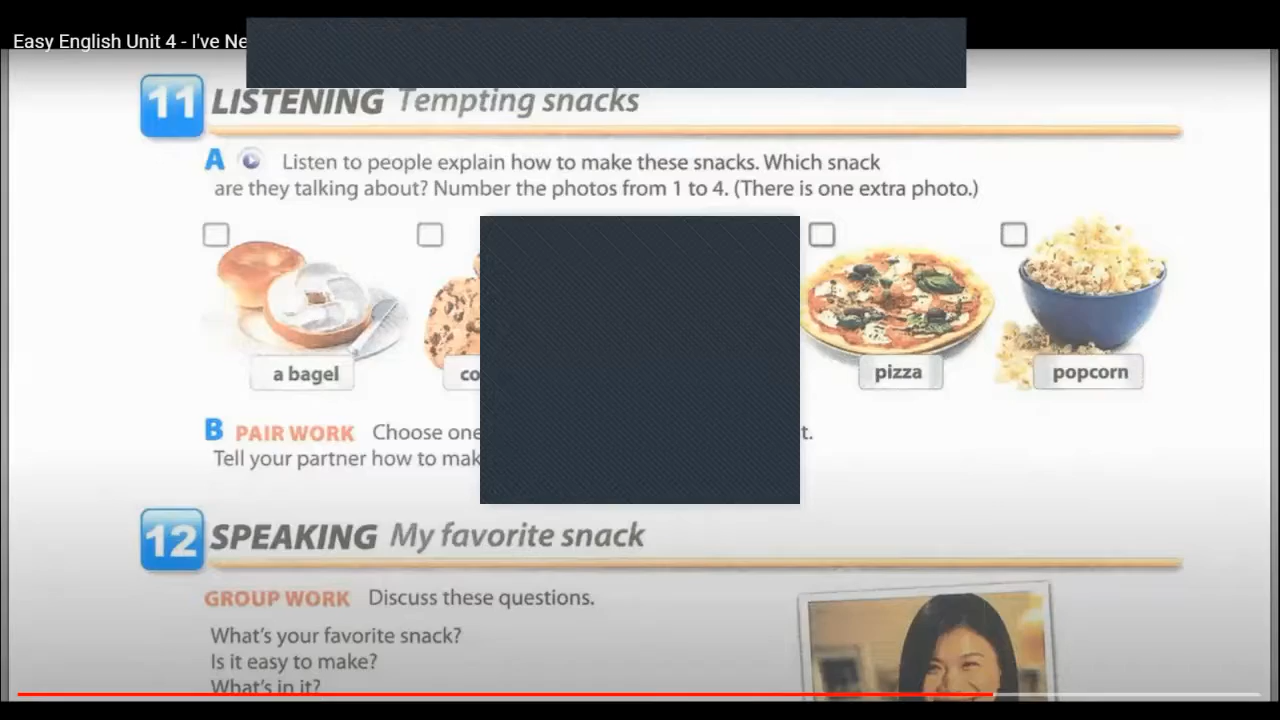 Easy English Unit 4 - I've
11 LISTENING Tempting snacks
A Listen to people explain how to make these snacks. Which snack
are they talking about? Number the photos from 1 to 4. (There is one extra photo.)
a bagel
pizza
popcorn
B PAIR WORK Choose one
Tell your partner how to
12 SPEAKING My favorite snack
GROUP WORK Discuss these questions.
What's your favorite snack?
Is it easy to make?
What's in it?